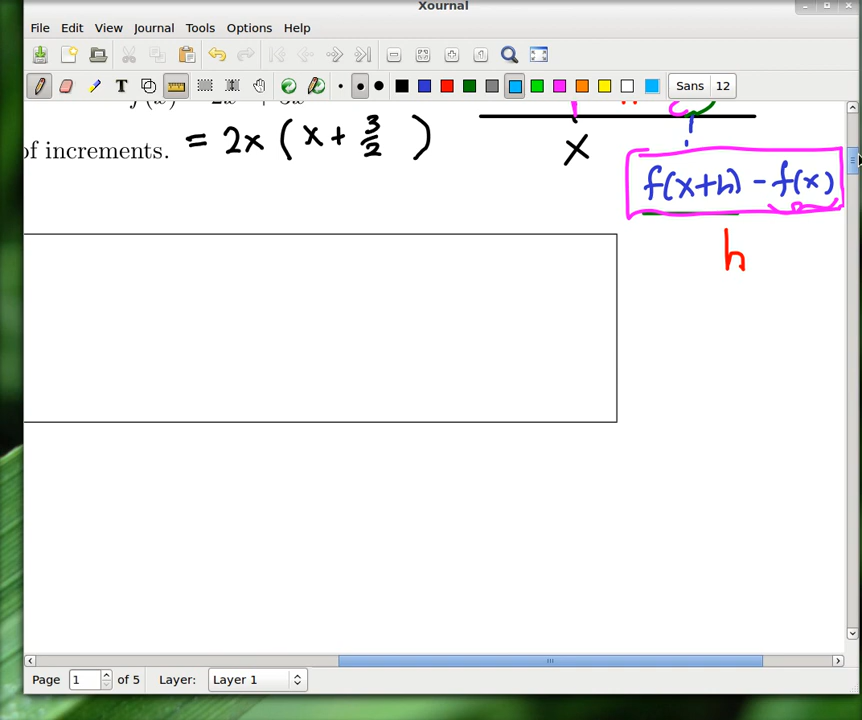 Xournal
File Edit View Journal Tools Options Help
T Sans 12
of increments. = 2x ( x + 3/2 )
x
f(x+h) - f(x)
h
Page 1 of 5 Layer: Layer 1